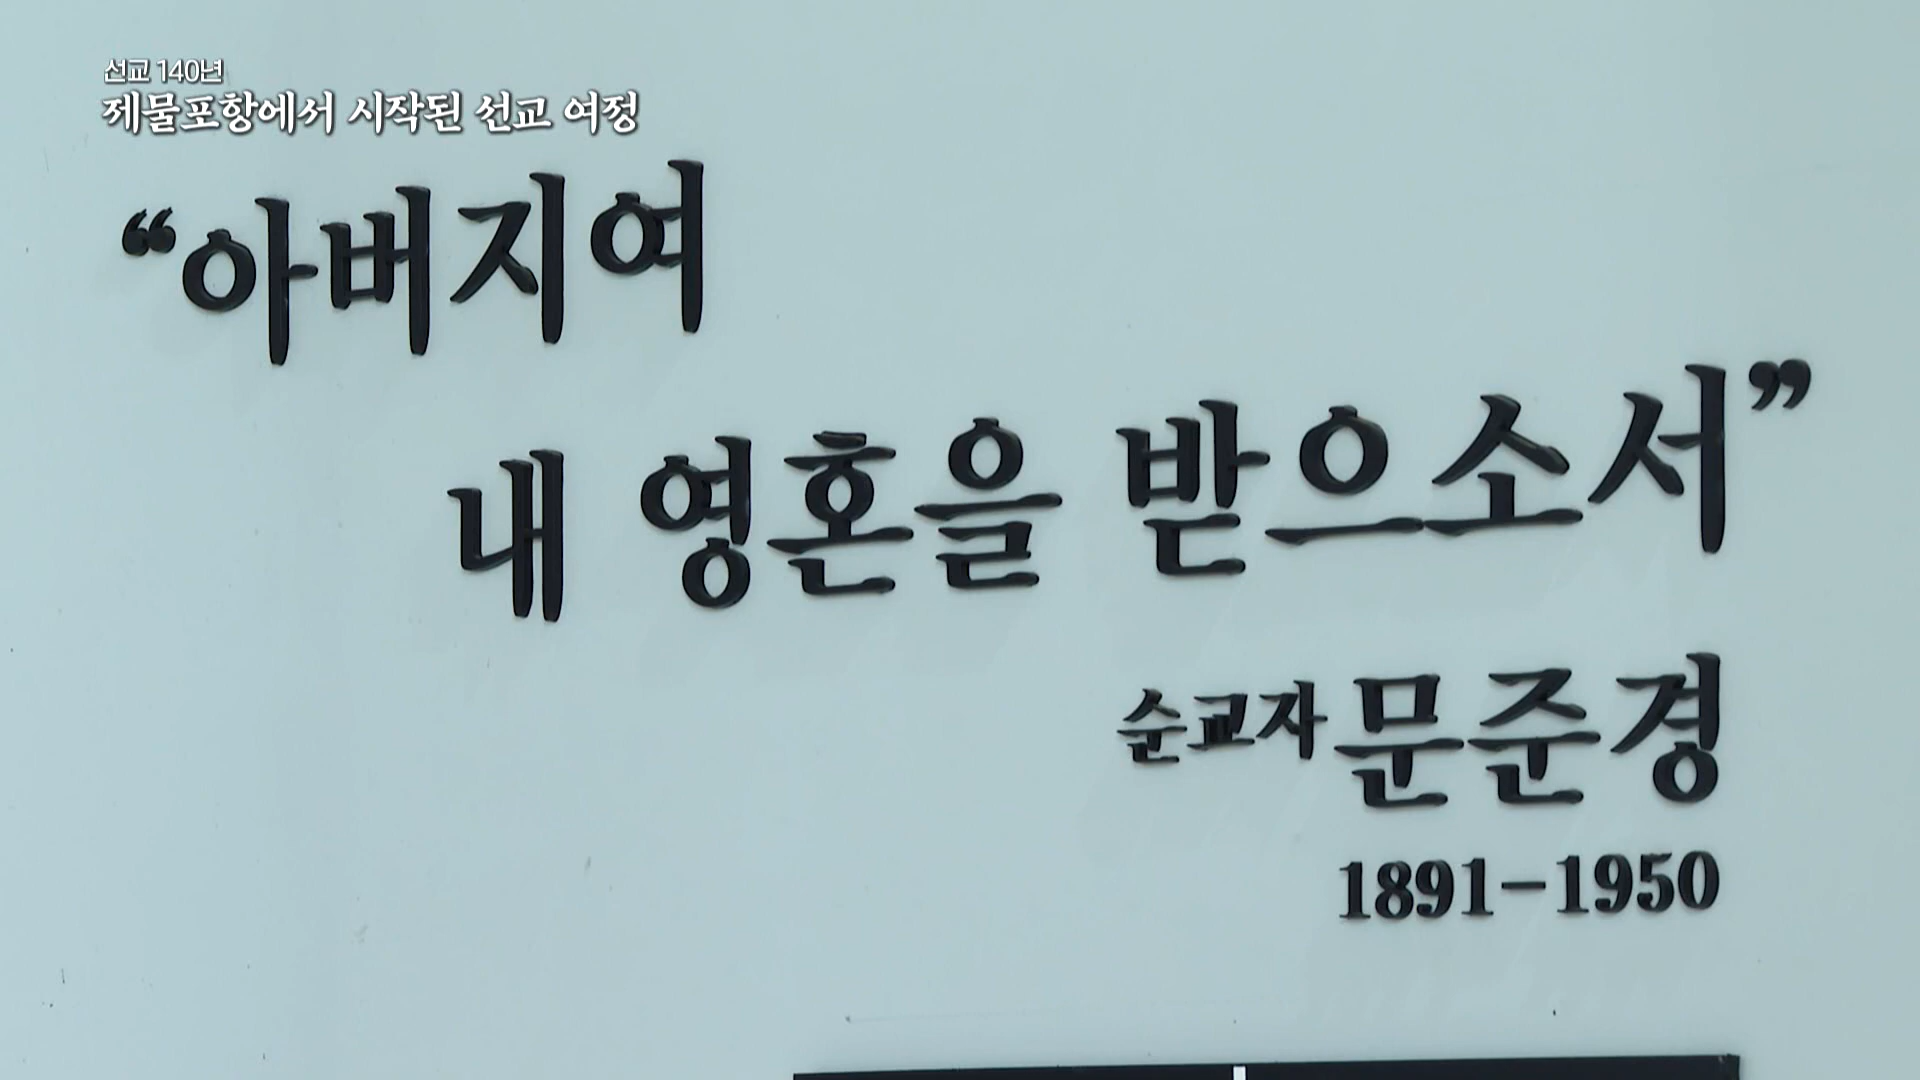 선교 140년
제물포항에서 시작된 선교 여정
“아버지여
내 영혼을 받으소서”
순교자 문준경
1891-1950